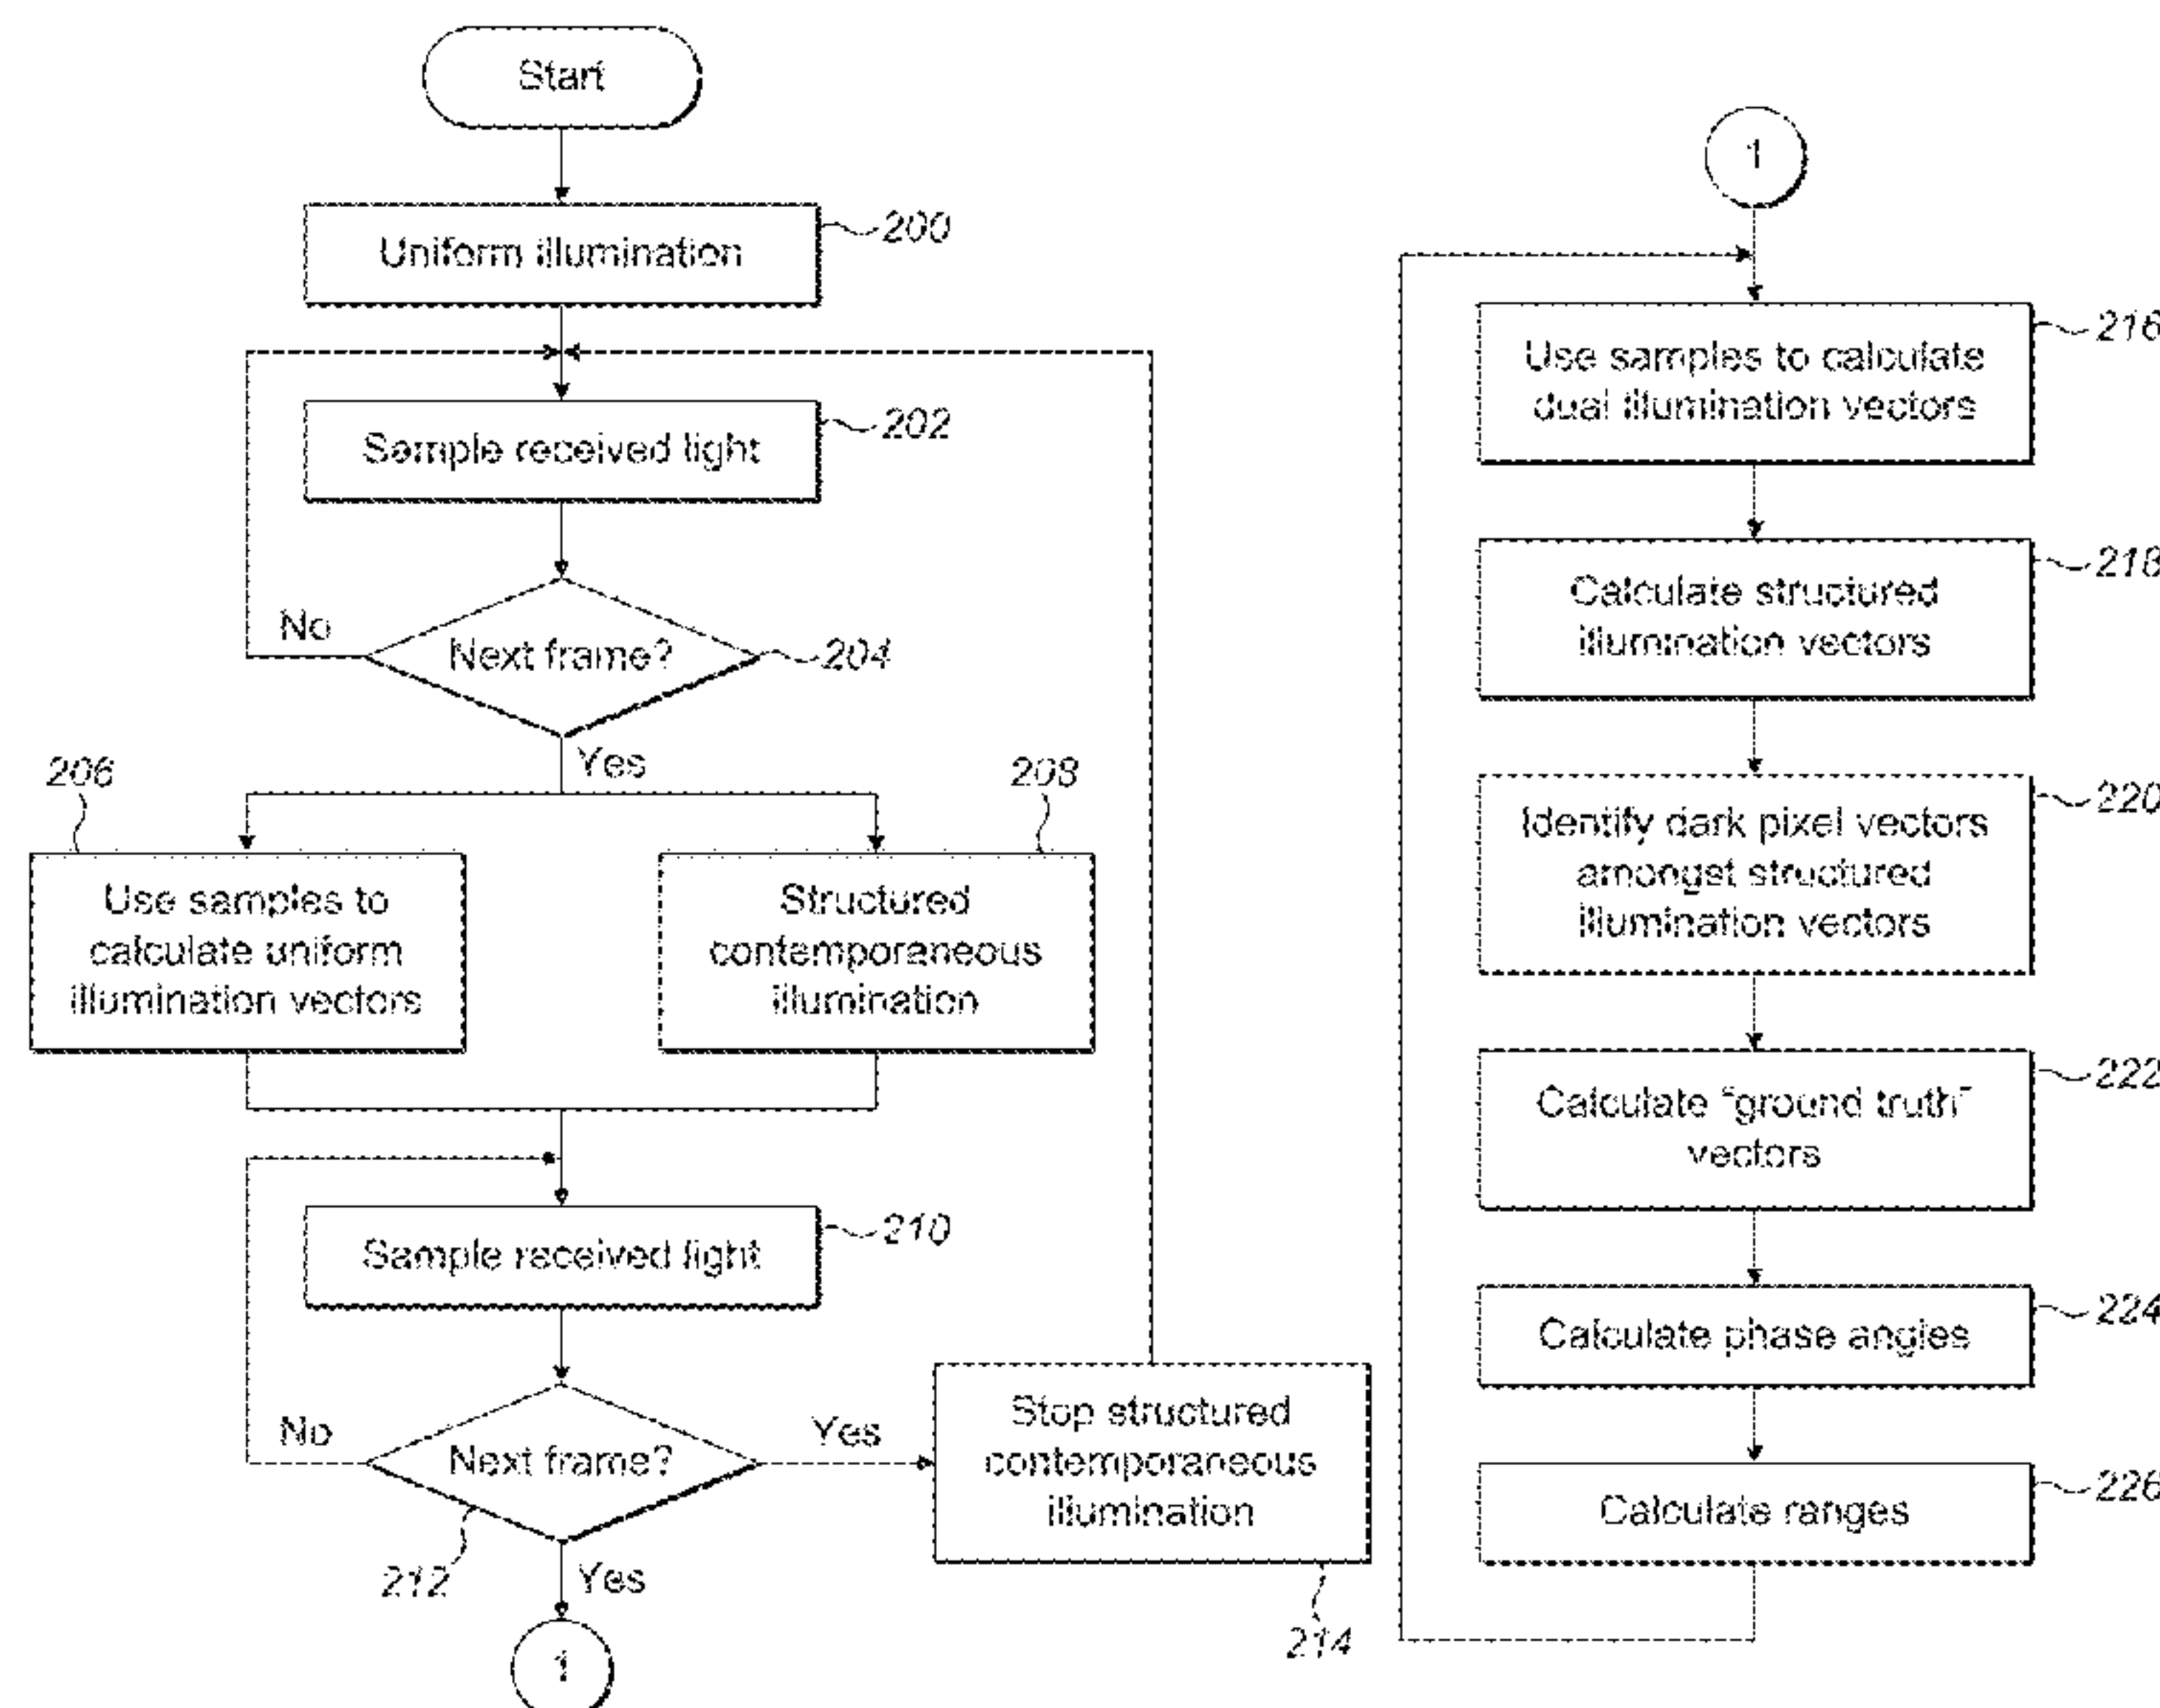 Start
Uniform illumination
200
Sample received light
202
No
Next frame?
204
Yes
206
208
Use samples to
calculate uniform
illumination vectors
Structured
contemporaneous
illumination
Sample received light
210
No
Next frame?
Yes
212
Yes
Stop structured
contemporaneous
illumination
214
1
1
Use samples to calculate
dual illumination vectors
216
Calculate structured
illumination vectors
218
Identify dark pixel vectors
amongst structured
illumination vectors
220
Calculate "ground truth"
vectors
222
Calculate phase angles
224
Calculate ranges
226